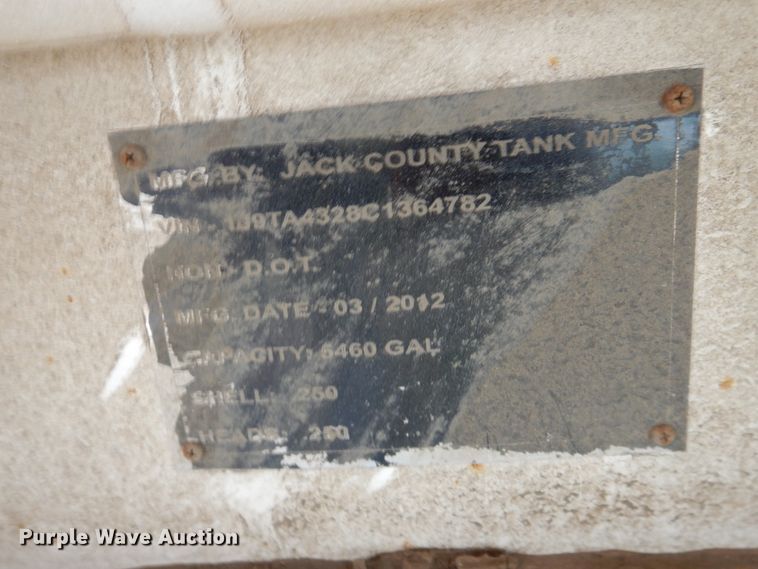 MFG. BY: JACK COUNTY TANK MFG.
VIN 1J9TA4328C1364782
NON D.O.T.
MFG. DATE - 03 / 2012
CAPACITY: 5460 GAL
SHELL: .250
HEADS: .250
Purple Wave Auction